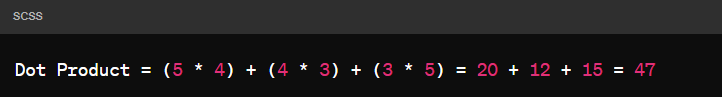 SCSS
Dot Product = (5 * 4) + (4 * 3) + (3 * 5) = 20 + 12 + 15 = 47